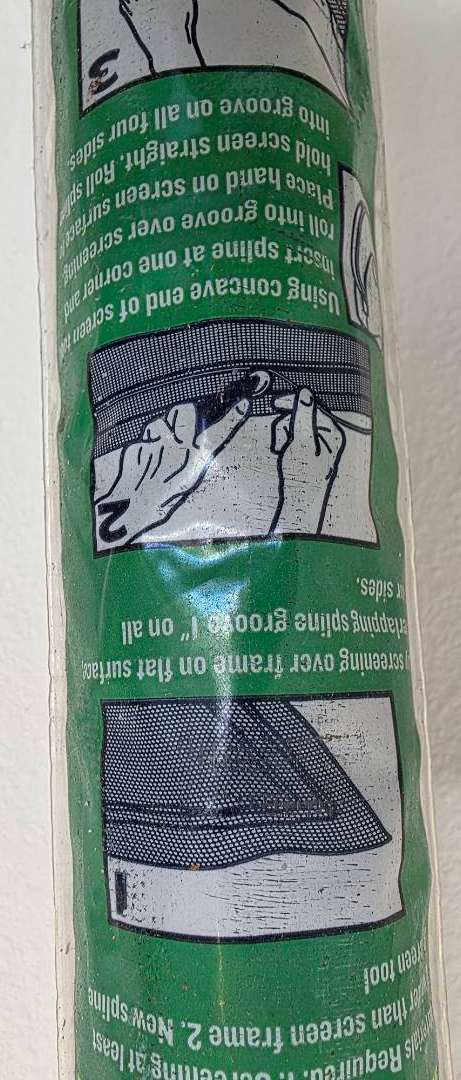 Required. 1. Screening at least
wider than screen frame 2. New spline
screen tool
1
screening over frame on flat surface,
overlapping spline groove 1" on all
sides.
2
Using concave end of screen
insert spline at one corner and
roll into groove over screening
Place hand on screen surface
hold screen straight. Roll
into groove on all four sides.
3